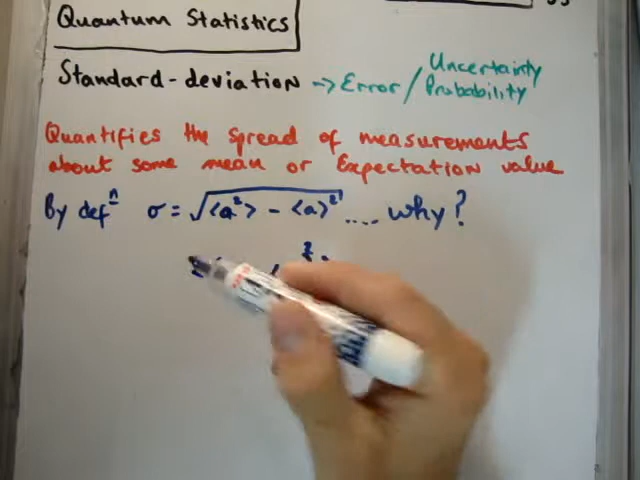 Quantum Statistics
Standard-deviation → Error / Uncertainty
Probability
Quantifies the spread of measurements
about some mean or Expectation value
By defⁿ σ = √(⟨a²⟩ - ⟨a⟩²) .... why?